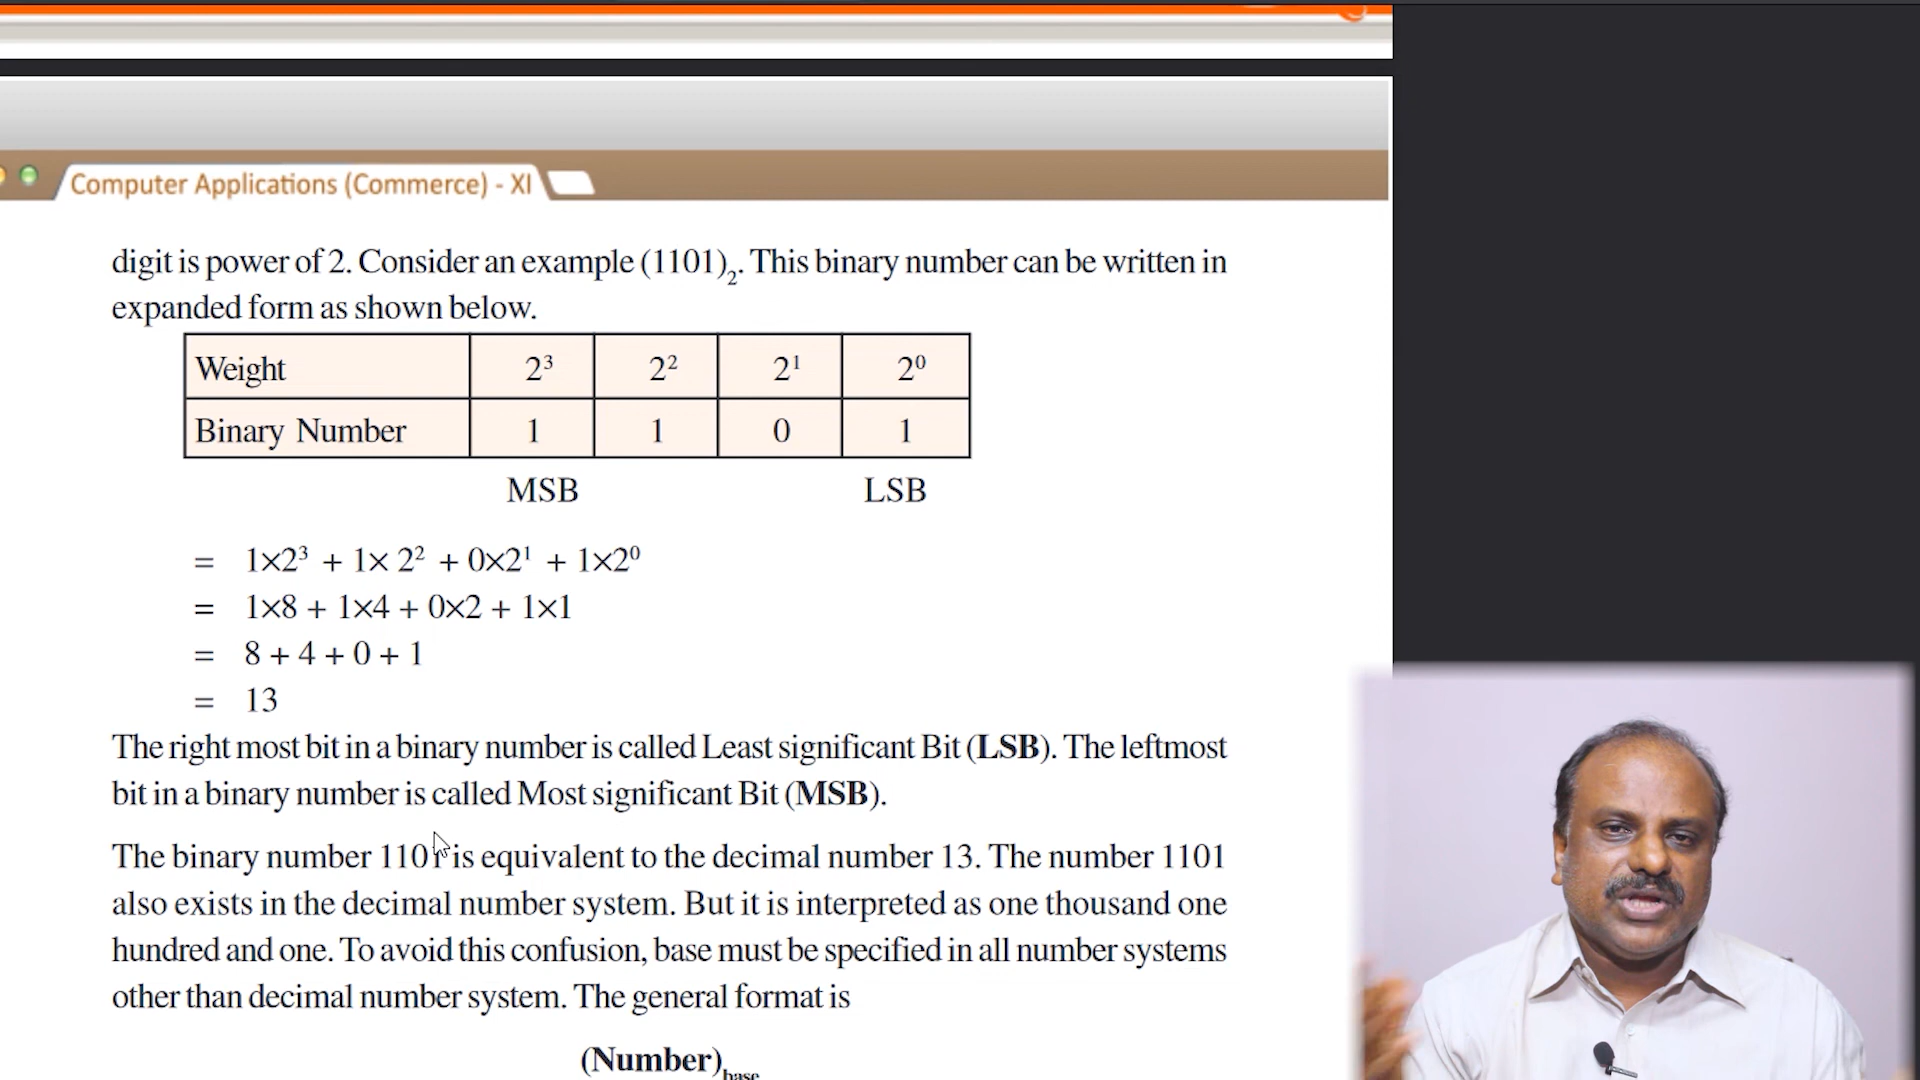 Computer Applications (Commerce) - XI
digit is power of 2. Consider an example (1101)₂. This binary number can be written in
expanded form as shown below.
Weight 2³ 2² 2¹ 2⁰
Binary Number 1 1 0 1
MSB LSB
= 1×2³ + 1× 2² + 0×2¹ + 1×2⁰
= 1×8 + 1×4 + 0×2 + 1×1
= 8 + 4 + 0 + 1
= 13
The right most bit in a binary number is called Least significant Bit (LSB). The leftmost
bit in a binary number is called Most significant Bit (MSB).
The binary number 1101 is equivalent to the decimal number 13. The number 1101
also exists in the decimal number system. But it is interpreted as one thousand one
hundred and one. To avoid this confusion, base must be specified in all number systems
other than decimal number system. The general format is
(Number)base